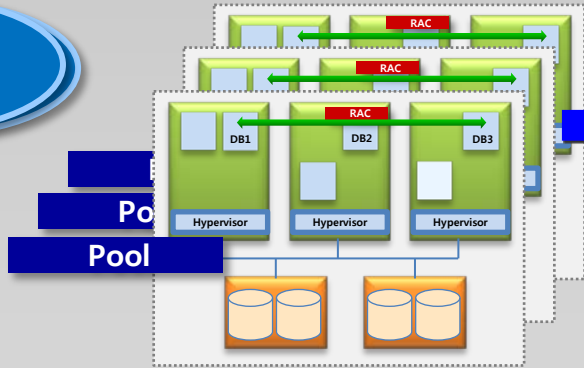 RAC
RAC
RAC
DB1
DB2
DB3
Hypervisor
Hypervisor
Hypervisor
Po
Pool